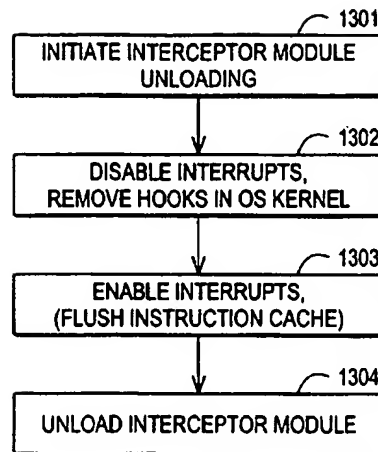 1301
INITIATE INTERCEPTOR MODULE
UNLOADING
1302
DISABLE INTERRUPTS,
REMOVE HOOKS IN OS KERNEL
1303
ENABLE INTERRUPTS,
(FLUSH INSTRUCTION CACHE)
1304
UNLOAD INTERCEPTOR MODULE